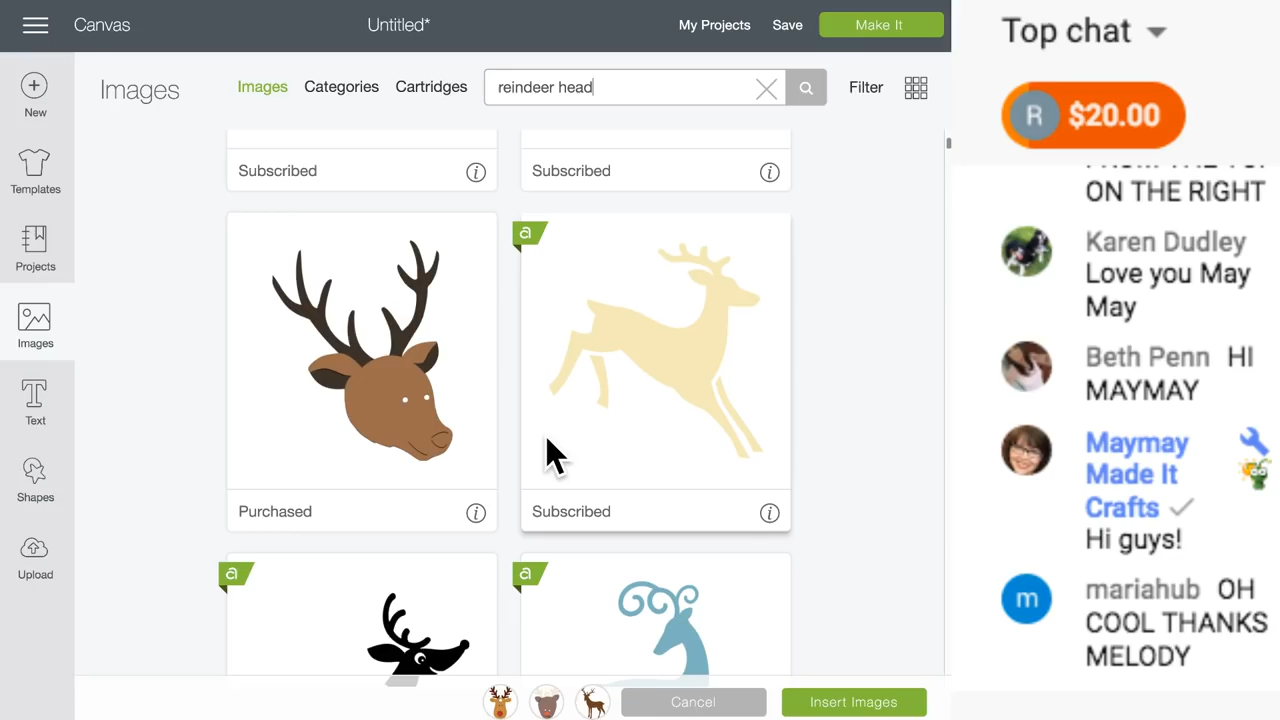 Canvas
Untitled*
My Projects
Save
Make It
Images
Images
Categories
Cartridges
reindeer head
Filter
New
Templates
Projects
Images
Text
Shapes
Upload
Subscribed
Subscribed
a
Purchased
Subscribed
a
a
Cancel
Insert Images
Top chat
R $20.00
ON THE RIGHT
Karen Dudley
Love you May
May
Beth Penn HI
MAYMAY
Maymay
Made It
Crafts
Hi guys!
m
mariahub OH
COOL THANKS
MELODY